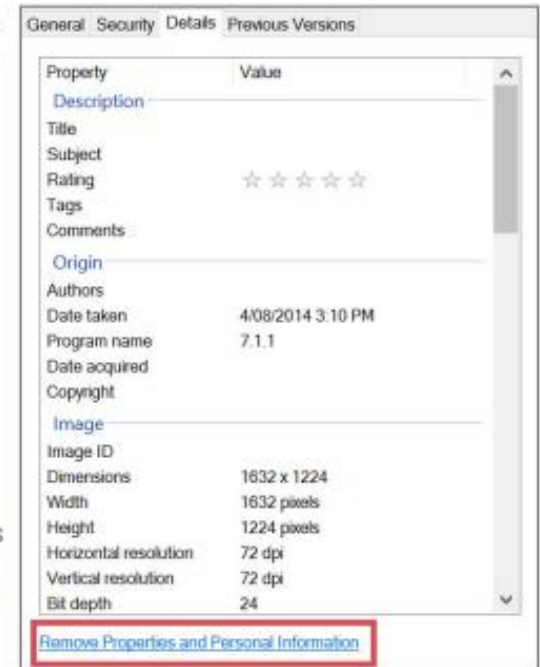 General Security Details Previous Versions
Property Value
Description
Title
Subject
Rating
Tags
Comments
Origin
Authors
Date taken 4/08/2014 3:10 PM
Program name 7.1.1
Date acquired
Copyright
Image
Image ID
Dimensions 1632 x 1224
Width 1632 pixels
Height 1224 pixels
Horizontal resolution 72 dpi
Vertical resolution 72 dpi
Bit depth 24
Remove Properties and Personal Information